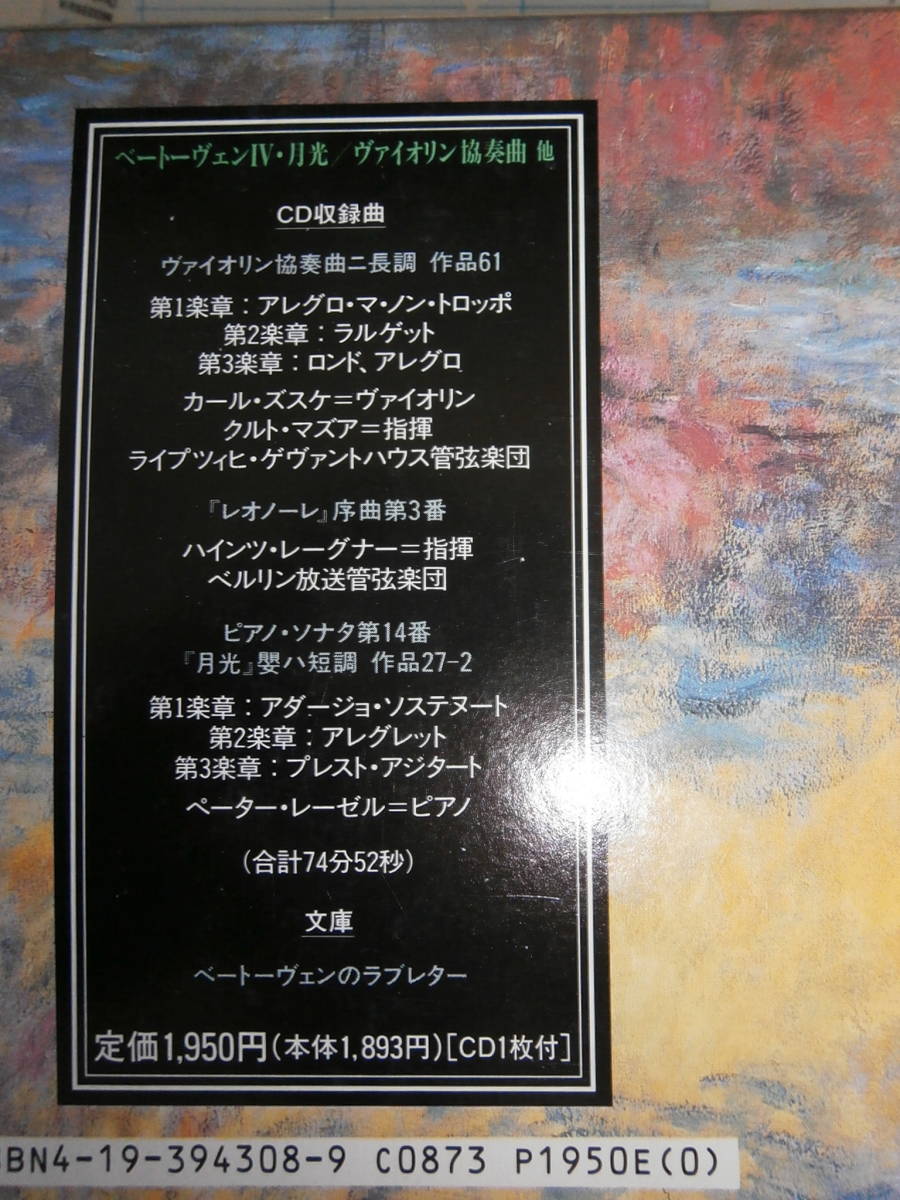 ベートーヴェンIV・月光／ヴァイオリン協奏曲 他
CD収録曲
ヴァイオリン協奏曲ニ長調 作品61
第1楽章：アレグロ・マ・ノン・トロッポ
第2楽章：ラルゲット
第3楽章：ロンド、アレグロ
カール・ズスケ＝ヴァイオリン
クルト・マズア＝指揮
ライプツィヒ・ゲヴァントハウス管弦楽団
『レオノーレ』序曲第3番
ハインツ・レーグナー＝指揮
ベルリン放送管弦楽団
ピアノ・ソナタ第14番
『月光』嬰ハ短調 作品27-2
第1楽章：アダージョ・ソステヌート
第2楽章：アレグレット
第3楽章：プレスト・アジタート
ペーター・レーゼル＝ピアノ
（合計74分52秒）
文庫
ベートーヴェンのラブレター
定価1,950円（本体1,893円）［CD1枚付］
SBN4-19-394308-9 C0873 P1950E(0)